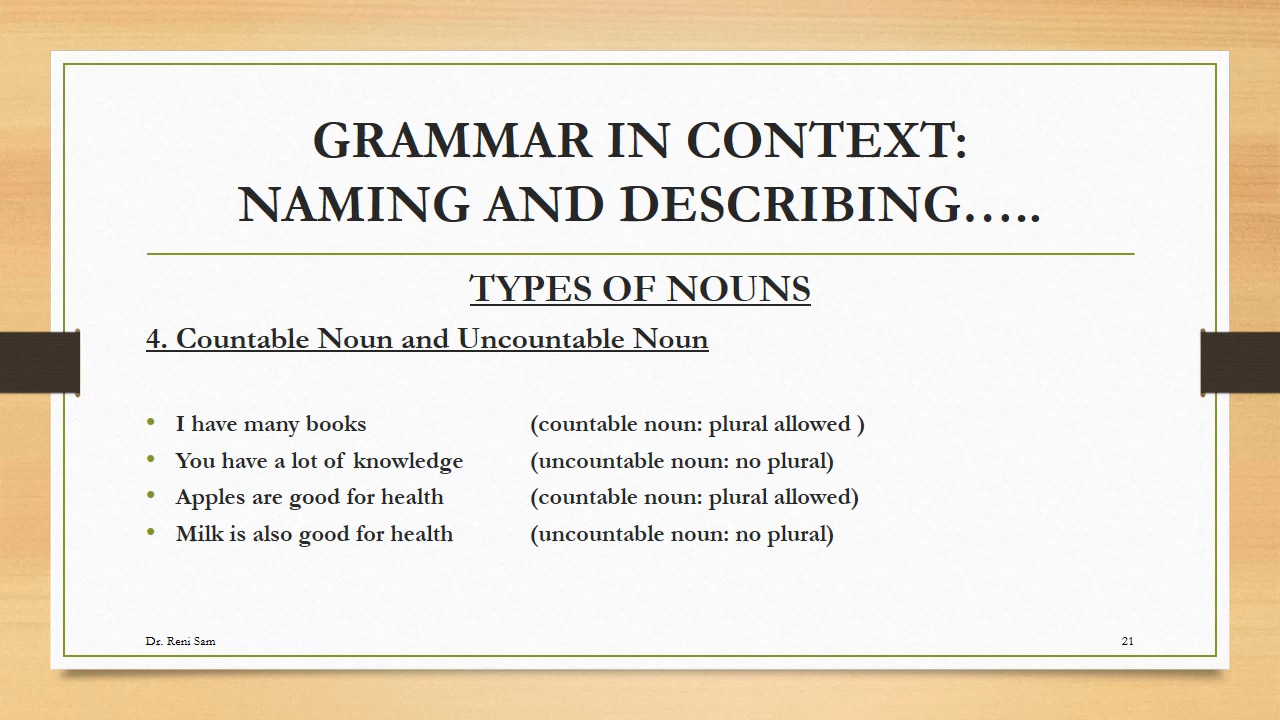 GRAMMAR IN CONTEXT:
NAMING AND DESCRIBING.....
TYPES OF NOUNS
4. Countable Noun and Uncountable Noun
• I have many books (countable noun: plural allowed )
• You have a lot of knowledge (uncountable noun: no plural)
• Apples are good for health (countable noun: plural allowed)
• Milk is also good for health (uncountable noun: no plural)
Dr. Reni Sam 21